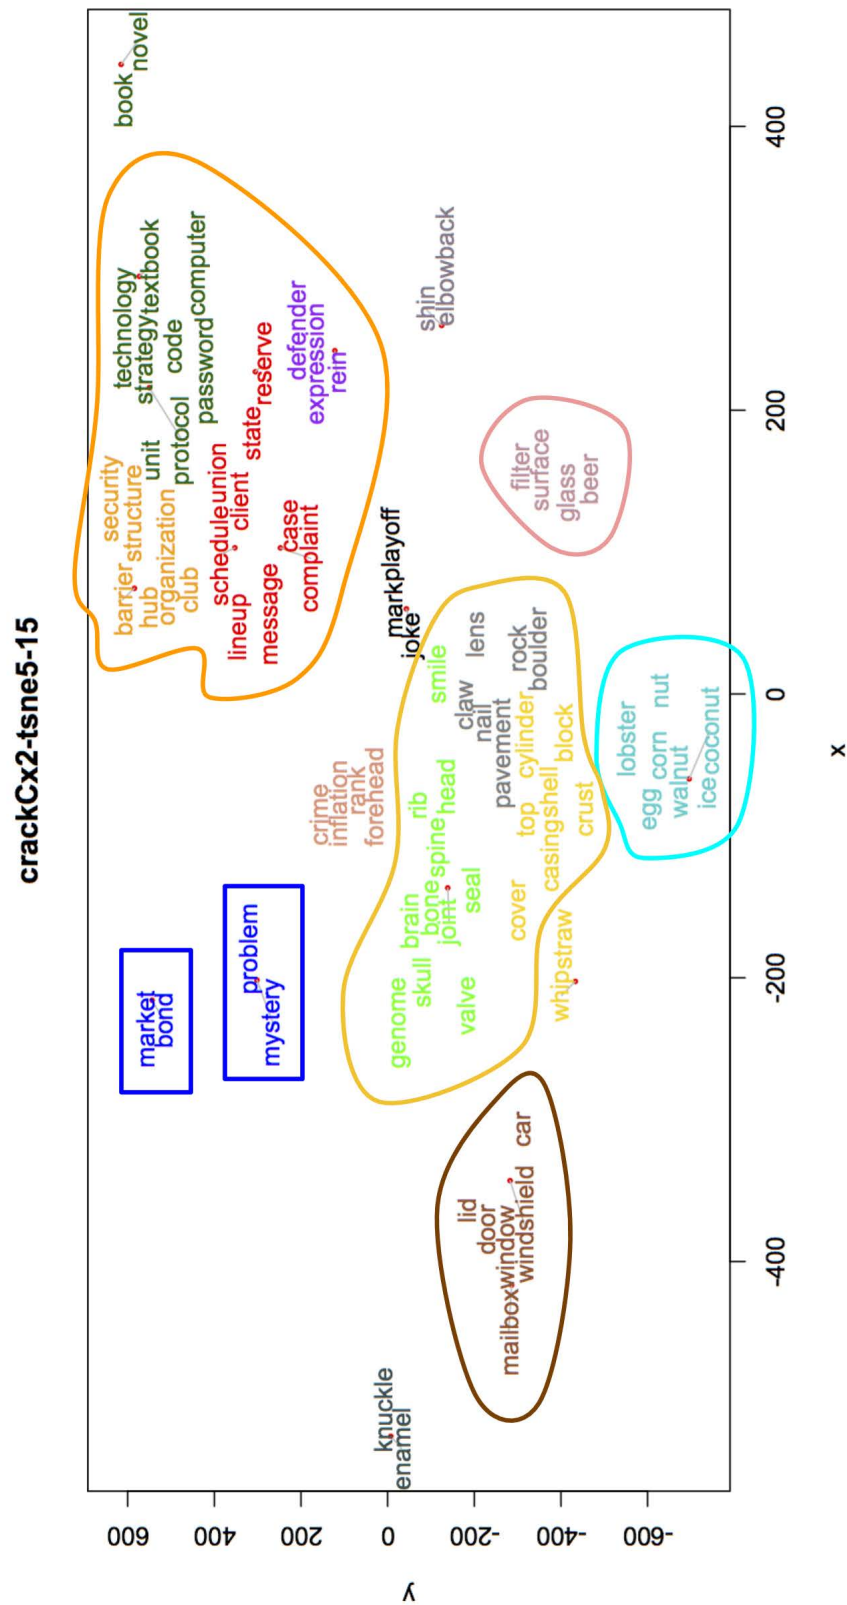 crackCx2-tsne5-15
book
novel
technology
strategy
textbook
code
computer
password
protocol
unit
security
structure
barrier
hub
organization
club
schedule
union
client
lineup
message
case
complaint
state
reserve
defender
expression
rein
shin
elbow
back
filter
surface
glass
beer
mark
playoff
joke
smile
lens
claw
nail
rock
boulder
pavement
crime
inflation
rank
forehead
rib
head
spine
brain
bone
joint
seal
skull
genome
valve
top
cylinder
block
casing
shell
crust
cover
whip
straw
lobster
nut
egg
corn
walnut
ice
coconut
market
bond
problem
mystery
lid
door
window
windshield
mailbox
car
knuckle
enamel
-400
-200
0
200
400
x
600
400
200
0
-200
-400
-600
y